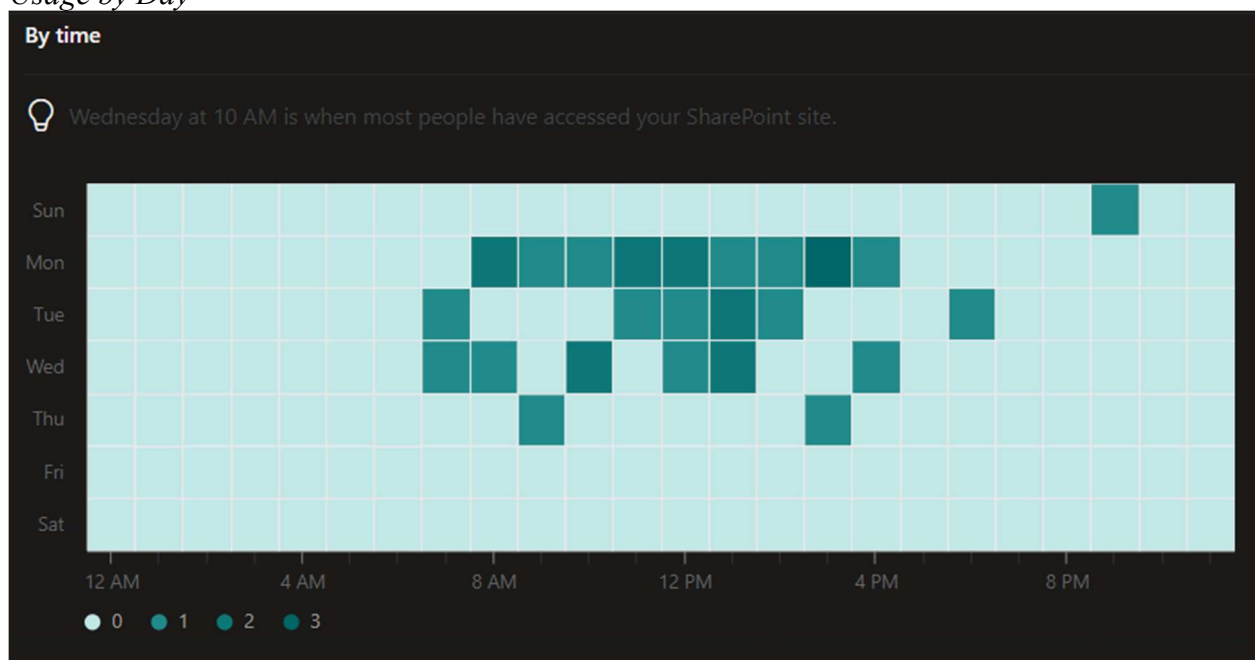 Usage by Day
By time
Wednesday at 10 AM is when most people have accessed your SharePoint site.
Sun
Mon
Tue
Wed
Thu
Fri
Sat
12 AM 4 AM 8 AM 12 PM 4 PM 8 PM
0 1 2 3